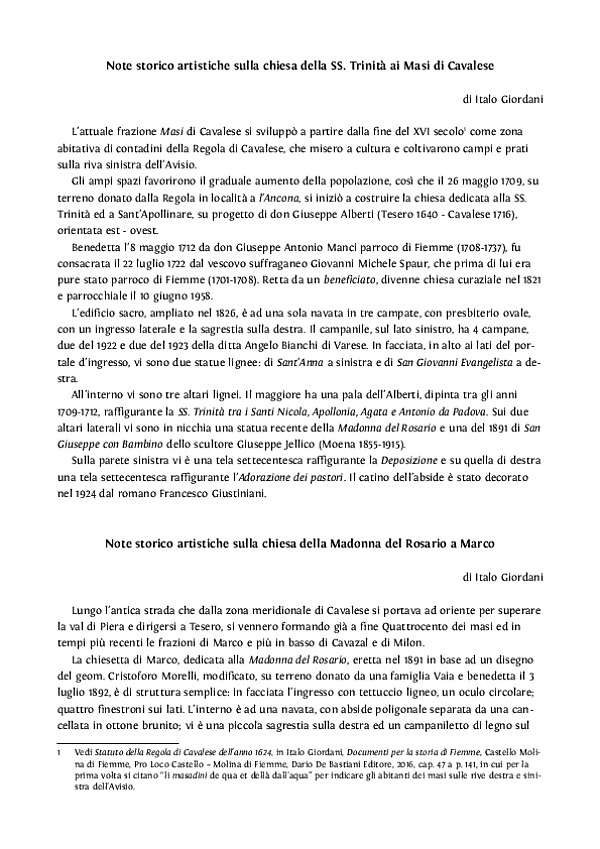 Note storico artistiche sulla chiesa della SS. Trinità ai Masi di Cavalese
di Italo Giordani
L'attuale frazione Masi di Cavalese si sviluppò a partire dalla fine del XVI secolo1 come zona
abitativa di contadini della Regola di Cavalese, che misero a cultura e coltivarono campi e prati
sulla riva sinistra dell'Avisio.
Gli ampi spazi favorirono il graduale aumento della popolazione, così che il 26 maggio 1709, su
terreno donato dalla Regola in località a l'Ancona, si iniziò a costruire la chiesa dedicata alla SS.
Trinità ed a Sant'Apollinare, su progetto di don Giuseppe Alberti (Tesero 1640 - Cavalese 1716),
orientata est - ovest.
Benedetta l'8 maggio 1712 da don Giuseppe Antonio Manci parroco di Fiemme (1708-1737), fu
consacrata il 22 luglio 1722 dal vescovo suffraganeo Giovanni Michele Spaur, che prima di lui era
pure stato parroco di Fiemme (1701-1708). Retta da un beneficiato, divenne chiesa curaziale nel 1821
e parrocchiale il 10 giugno 1958.
L'edificio sacro, ampliato nel 1826, è ad una sola navata in tre campate, con presbiterio ovale,
con un ingresso laterale e la sagrestia sulla destra. Il campanile, sul lato sinistro, ha 4 campane,
due del 1922 e due del 1923 della ditta Angelo Bianchi di Varese. In facciata, in alto ai lati del por-
tale d'ingresso, vi sono due statue lignee: di Sant'Anna a sinistra e di San Giovanni Evangelista a de-
stra.
All'interno vi sono tre altari lignei. Il maggiore ha una pala dell'Alberti, dipinta tra gli anni
1709-1712, raffigurante la SS. Trinità tra i Santi Nicola, Apollonia, Agata e Antonio da Padova. Sui due
altari laterali vi sono in nicchia una statua recente della Madonna del Rosario e una del 1891 di San
Giuseppe con Bambino dello scultore Giuseppe Jellico (Moena 1855-1915).
Sulla parete sinistra vi è una tela settecentesca raffigurante la Deposizione e su quella di destra
una tela settecentesca raffigurante l'Adorazione dei pastori. Il catino dell'abside è stato decorato
nel 1924 dal romano Francesco Giustiniani.
Note storico artistiche sulla chiesa della Madonna del Rosario a Marco
di Italo Giordani
Lungo l'antica strada che dalla zona meridionale di Cavalese si portava ad oriente per superare
la val di Piera e dirigersi a Tesero, si vennero formando già a fine Quattrocento dei masi ed in
tempi più recenti le frazioni di Marco e più in basso di Cavazal e di Milon.
La chiesetta di Marco, dedicata alla Madonna del Rosario, eretta nel 1891 in base ad un disegno
del geom. Cristoforo Morelli, modificato, su terreno donato da una famiglia Vaia e benedetta il 3
luglio 1892, è di struttura semplice: in facciata l'ingresso con tettuccio ligneo, un oculo circolare;
quattro finestroni sui lati. L'interno è ad una navata, con abside poligonale separata da una can-
cellata in ottone brunito; vi è una piccola sagrestia sulla destra ed un campaniletto di legno sul
1 Vedi Statuto della Regola di Cavalese dell'anno 1624, in Italo Giordani, Documenti per la storia di Fiemme, Castello Moli-
na di Fiemme, Pro Loco Castello – Molina di Fiemme, Dario De Bastiani Editore, 2016, cap. 47 a p. 141, in cui per la
prima volta si citano "li masadini de qua et dellà dall'aqua" per indicare gli abitanti dei masi sulle rive destra e sini-
stra dell'Avisio.